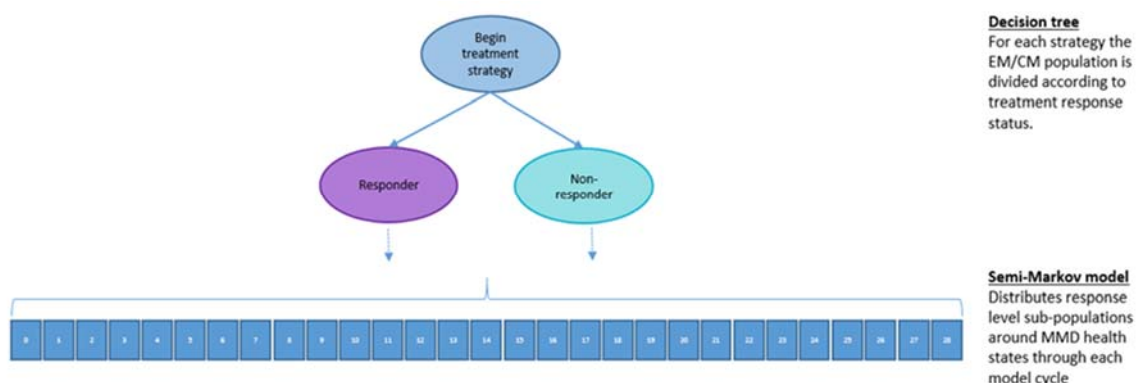 Begin
treatment
strategy
Decision tree
For each strategy the
EM/CM population is
divided according to
treatment response
status.
Responder
Non-
responder
Semi-Markov model
Distributes response
level sub-populations
around MMD health
states through each
model cycle
0 1 2 3 4 5 6 7 8 9 10 11 12 13 14 15 16 17 18 19 20 21 22 23 24 25 26 27 28